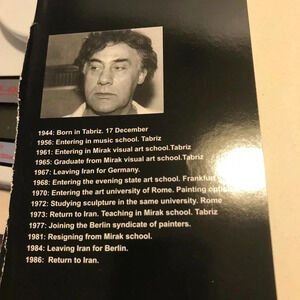 1944: Born in Tabriz. 17 December
1956: Entering in music school. Tabriz
1961: Entering in Mirak visual art school.Tabriz
1965: Graduate from Mirak visual art school.Tabriz
1967: Leaving Iran for Germany.
1968: Entering the evening state art school. Frankfurt
1970: Entering the art university of Rome. Painting
1972: Studying sculpture in the same university. Rome
1973: Return to Iran. Teaching in Mirak school. Tabriz
1977: Joining the Berlin syndicate of painters.
1981: Resigning from Mirak school.
1984: Leaving Iran for Berlin.
1986: Return to Iran.